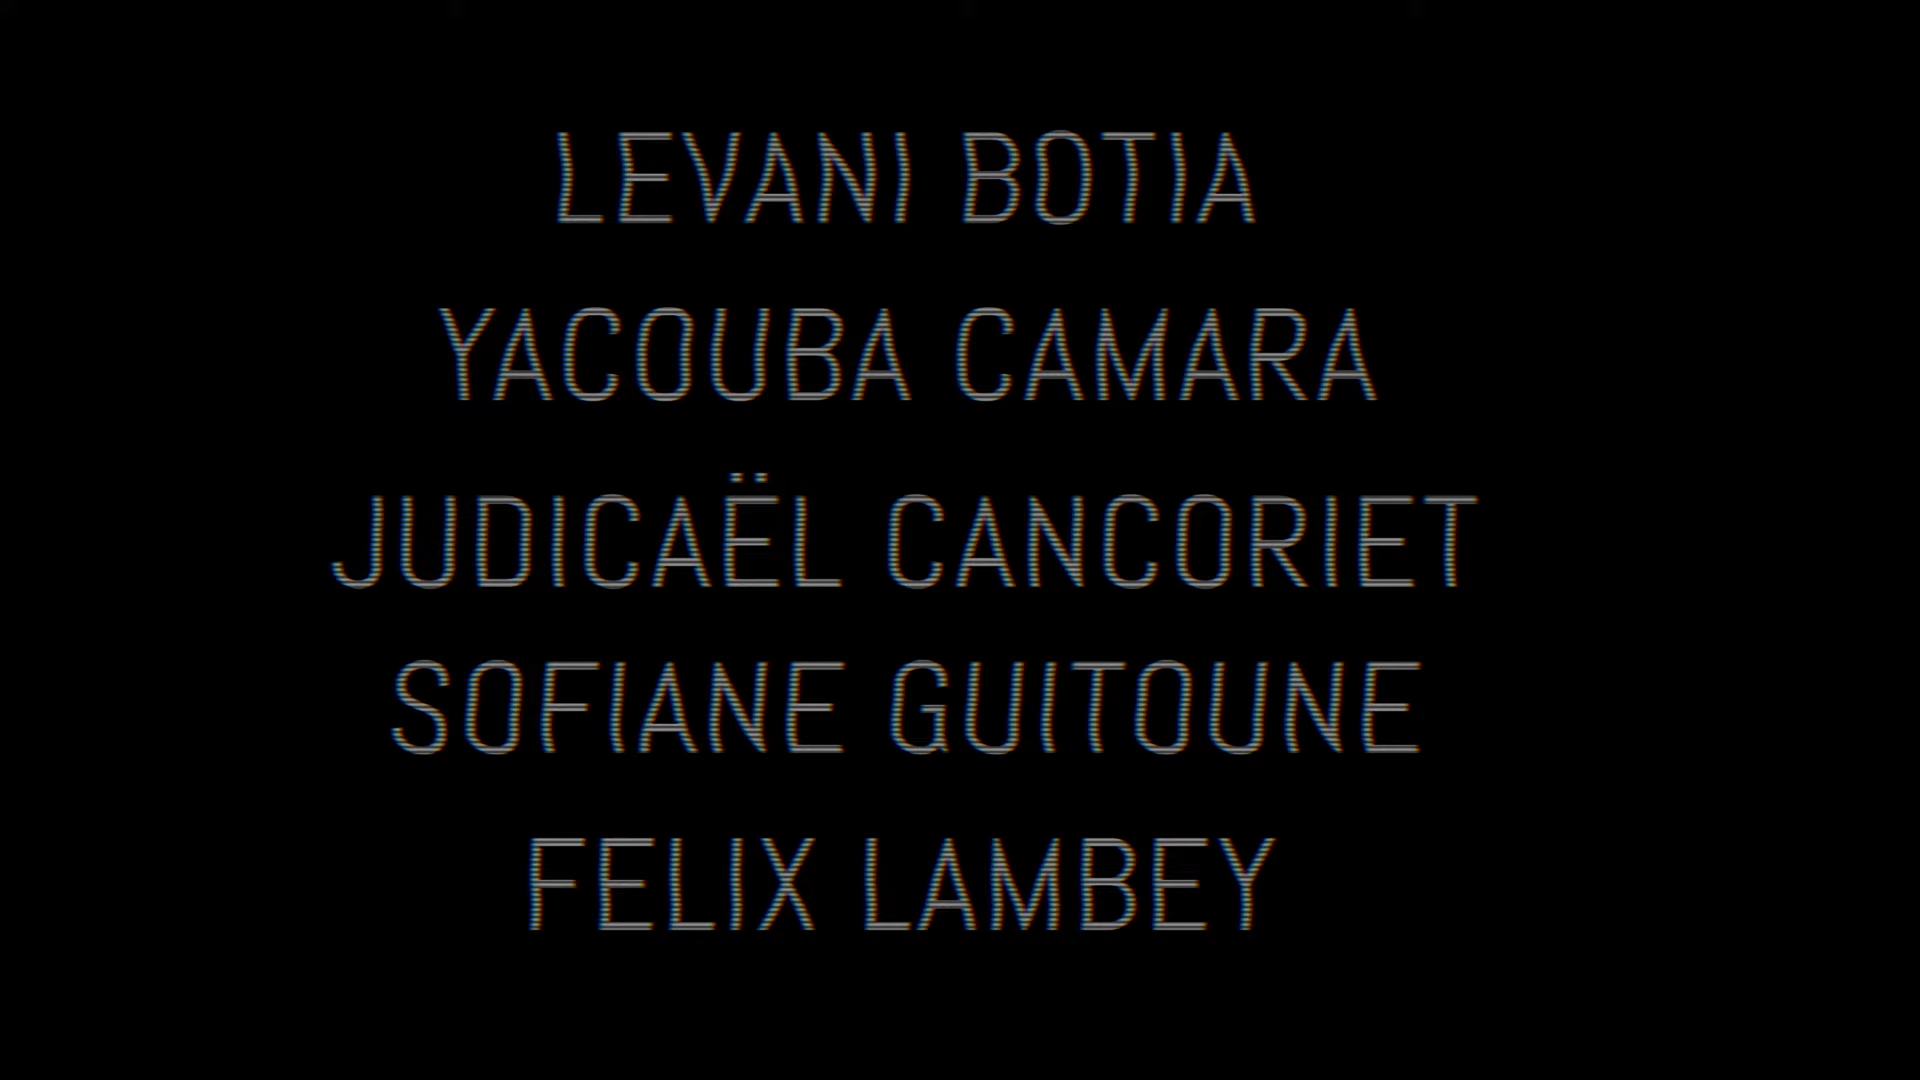 LEVANI BOTIA
YACOUBA CAMARA
JUDICAËL CANCORIET
SOFIANE GUITOUNE
FELIX LAMBEY